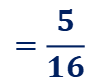 = 5/16